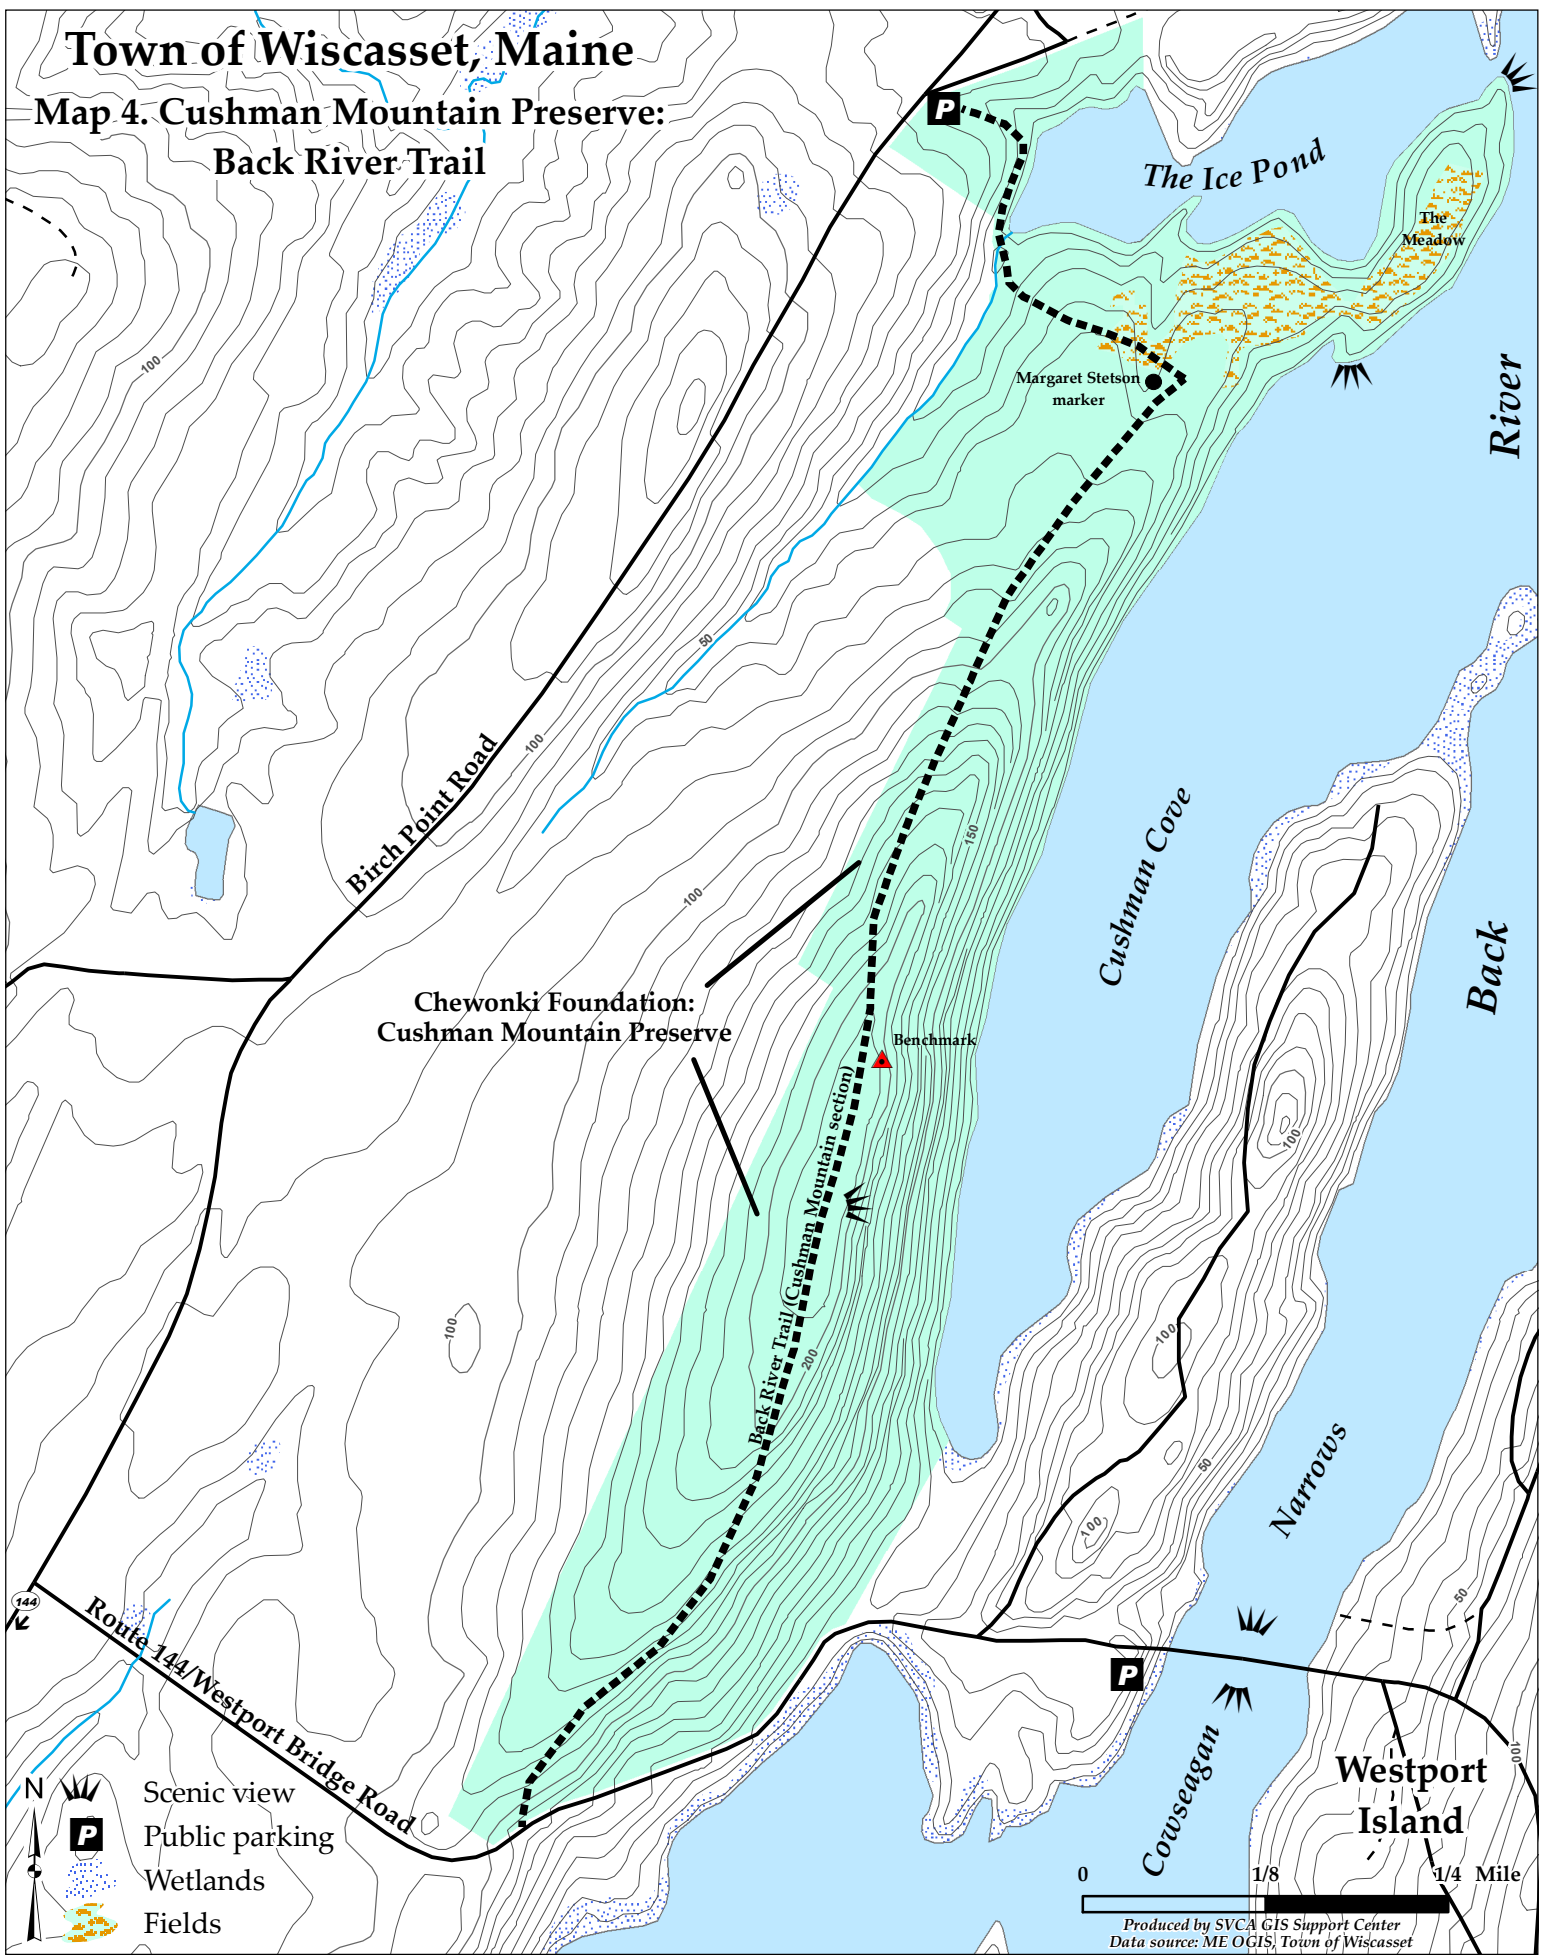 Town of Wiscasset, Maine
Map 4. Cushman Mountain Preserve:
Back River Trail
P
The Ice Pond
The
Meadow
100
Margaret Stetson
marker
River
50
Birch Point Road
100
150
Cushman Cove
100
Back
Chewonki Foundation:
Cushman Mountain Preserve
Benchmark
Back River Trail (Cushman Mountain section)
100
100
100
200
Narrows
50
100
144
Route 144/Westport Bridge Road
50
P
Cowseagan
100
Westport
Island
N
Scenic view
P
Public parking
Wetlands
Fields
0 1/8 1/4 Mile
Produced by SVCA GIS Support Center
Data source: ME OGIS, Town of Wiscasset